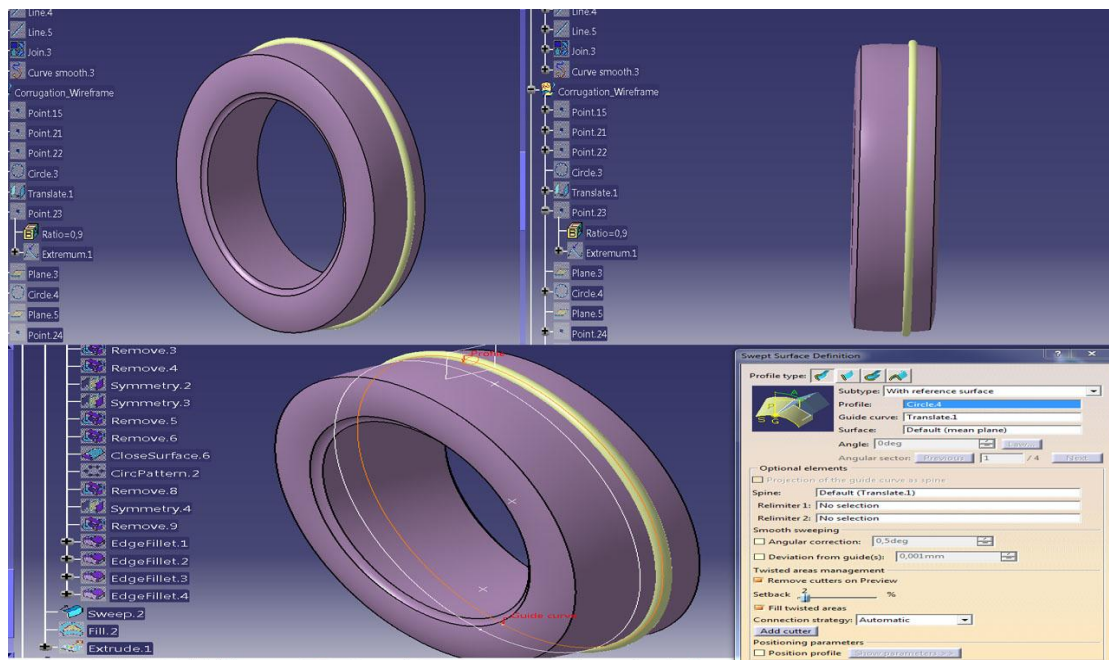 Line.4
Line.5
Join.3
Curve smooth.3
Corrugation_Wireframe
Point.15
Point.21
Point.22
Circle.3
Translate.1
Point.23
Ratio=0,9
Extremum.1
Plane.3
Circle.4
Plane.5
Point.24
Line.4
Line.5
Join.3
Curve smooth.3
Corrugation_Wireframe
Point.15
Point.21
Point.22
Circle.3
Translate.1
Point.23
Ratio=0,9
Extremum.1
Plane.3
Circle.4
Plane.5
Point.24
Remove.3
Remove.4
Symmetry.2
Symmetry.3
Remove.5
Remove.6
CloseSurface.6
CircPattern.2
Remove.8
Symmetry.4
Remove.9
EdgeFillet.1
EdgeFillet.2
EdgeFillet.3
EdgeFillet.4
Sweep.2
Fill.2
Extrude.1
Profile
Guide curve
Swept Surface Definition ? X
Profile type:
Subtype: With reference surface
Profile: Circle.4
Guide curve: Translate.1
Surface: Default (mean plane)
Angle: 0deg Law...
Angular sector: Previous 1 / 4 Next
Optional elements
Projection of the guide curve as spine
Spine: Default (Translate.1)
Relimiter 1: No selection
Relimiter 2: No selection
Smooth sweeping
Angular correction: 0,5deg
Deviation from guide(s): 0,001mm
Twisted areas management
Remove cutters on Preview
Setback 2 %
Fill twisted areas
Connection strategy: Automatic
Add cutter
Positioning parameters
Position profile Show parameters >>